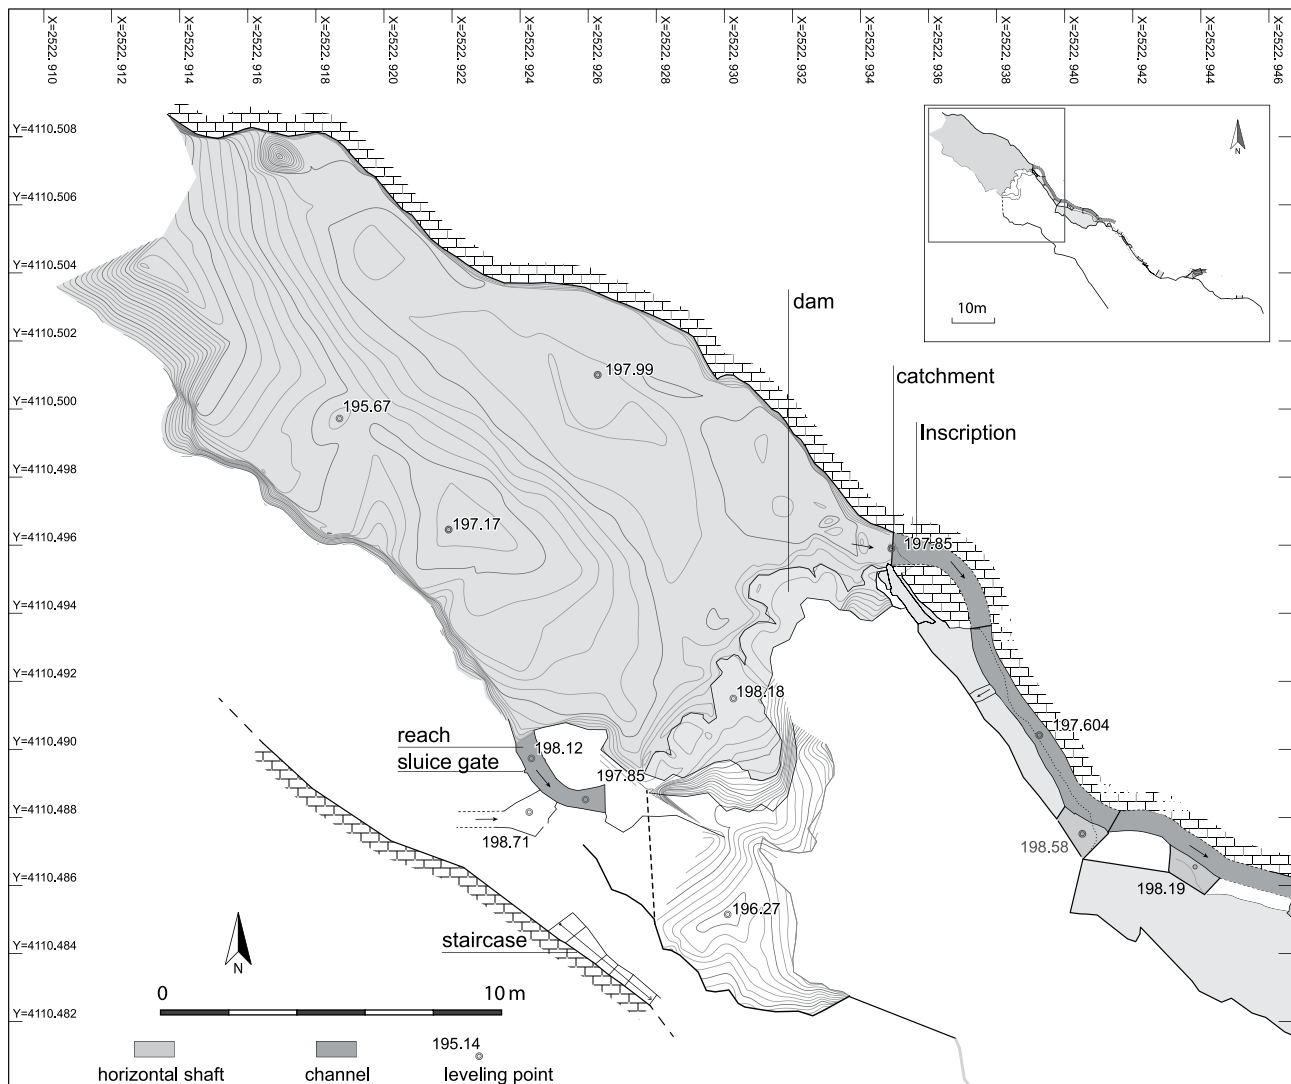 X=2522.910
X=2522.912
X=2522.914
X=2522.916
X=2522.918
X=2522.920
X=2522.922
X=2522.924
X=2522.926
X=2522.928
X=2522.930
X=2522.932
X=2522.934
X=2522.936
X=2522.938
X=2522.940
X=2522.942
X=2522.944
X=2522.946
Y=4110.508
Y=4110.506
Y=4110.504
Y=4110.502
Y=4110.500
Y=4110.498
Y=4110.496
Y=4110.494
Y=4110.492
Y=4110.490
Y=4110.488
Y=4110.486
Y=4110.484
Y=4110.482
N
10m
dam
catchment
Inscription
197.99
195.67
197.17
197.85
198.18
197.604
reach
sluice gate
198.12
197.85
198.71
198.58
198.19
196.27
staircase
N
0 10 m
horizontal shaft
channel
195.14
leveling point